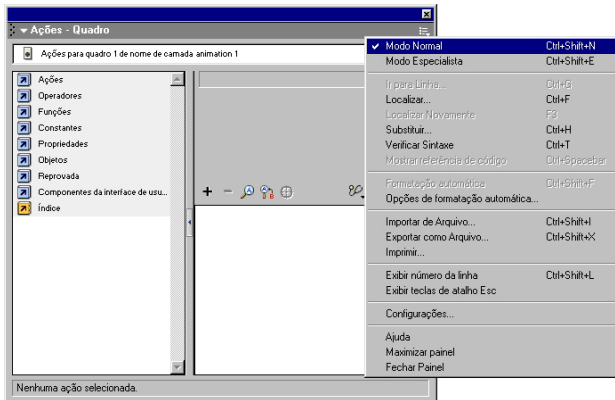 Ações - Quadro
Ações para quadro 1 de nome de camada animation 1
Ações
Operadores
Funções
Constantes
Propriedades
Objetos
Reprovada
Componentes da interface de usu...
Índice
Nenhuma ação selecionada.
Modo Normal Ctrl+Shift+N
Modo Especialista Ctrl+Shift+E
Ir para Linha... Ctrl+G
Localizar... Ctrl+F
Localizar Novamente F3
Substituir... Ctrl+H
Verificar Sintaxe Ctrl+T
Mostrar referência de código Ctrl+Spacebar
Formatação automática Ctrl+Shift+F
Opções de formatação automática...
Importar de Arquivo... Ctrl+Shift+I
Exportar como Arquivo... Ctrl+Shift+X
Imprimir...
Exibir número da linha Ctrl+Shift+L
Exibir teclas de atalho Esc
Configurações...
Ajuda
Maximizar painel
Fechar Painel